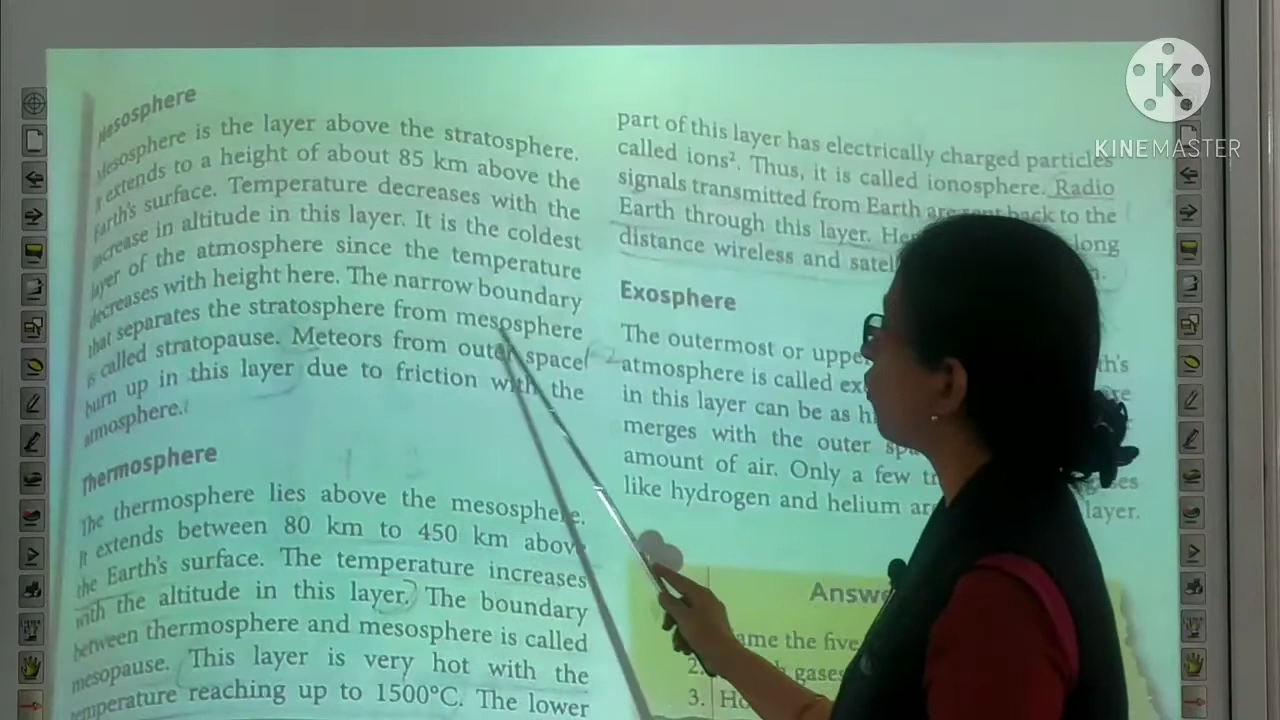 Mesosphere
Mesosphere is the layer above the stratosphere.
It extends to a height of about 85 km above the
Earth's surface. Temperature decreases with the
increase in altitude in this layer. It is the coldest
layer of the atmosphere since the temperature
decreases with height here. The narrow boundary
that separates the stratosphere from mesosphere
is called stratopause. Meteors from outer space
burn up in this layer due to friction with the
atmosphere.
Thermosphere
The thermosphere lies above the mesosphere.
It extends between 80 km to 450 km above
the Earth's surface. The temperature increases
with the altitude in this layer. The boundary
between thermosphere and mesosphere is called
mesopause. This layer is very hot with the
temperature reaching up to 1500°C. The lower
part of this layer has electrically charged particles
called ions². Thus, it is called ionosphere. Radio
signals transmitted from Earth are sent back to the
Earth through this layer. long
distance wireless and
Exosphere
The outermost or
atmosphere is called
in this layer can be as
merges with the outer
amount of air. Only a few
like hydrogen and helium layer.
the five
2. gases
3.
KINEMASTER